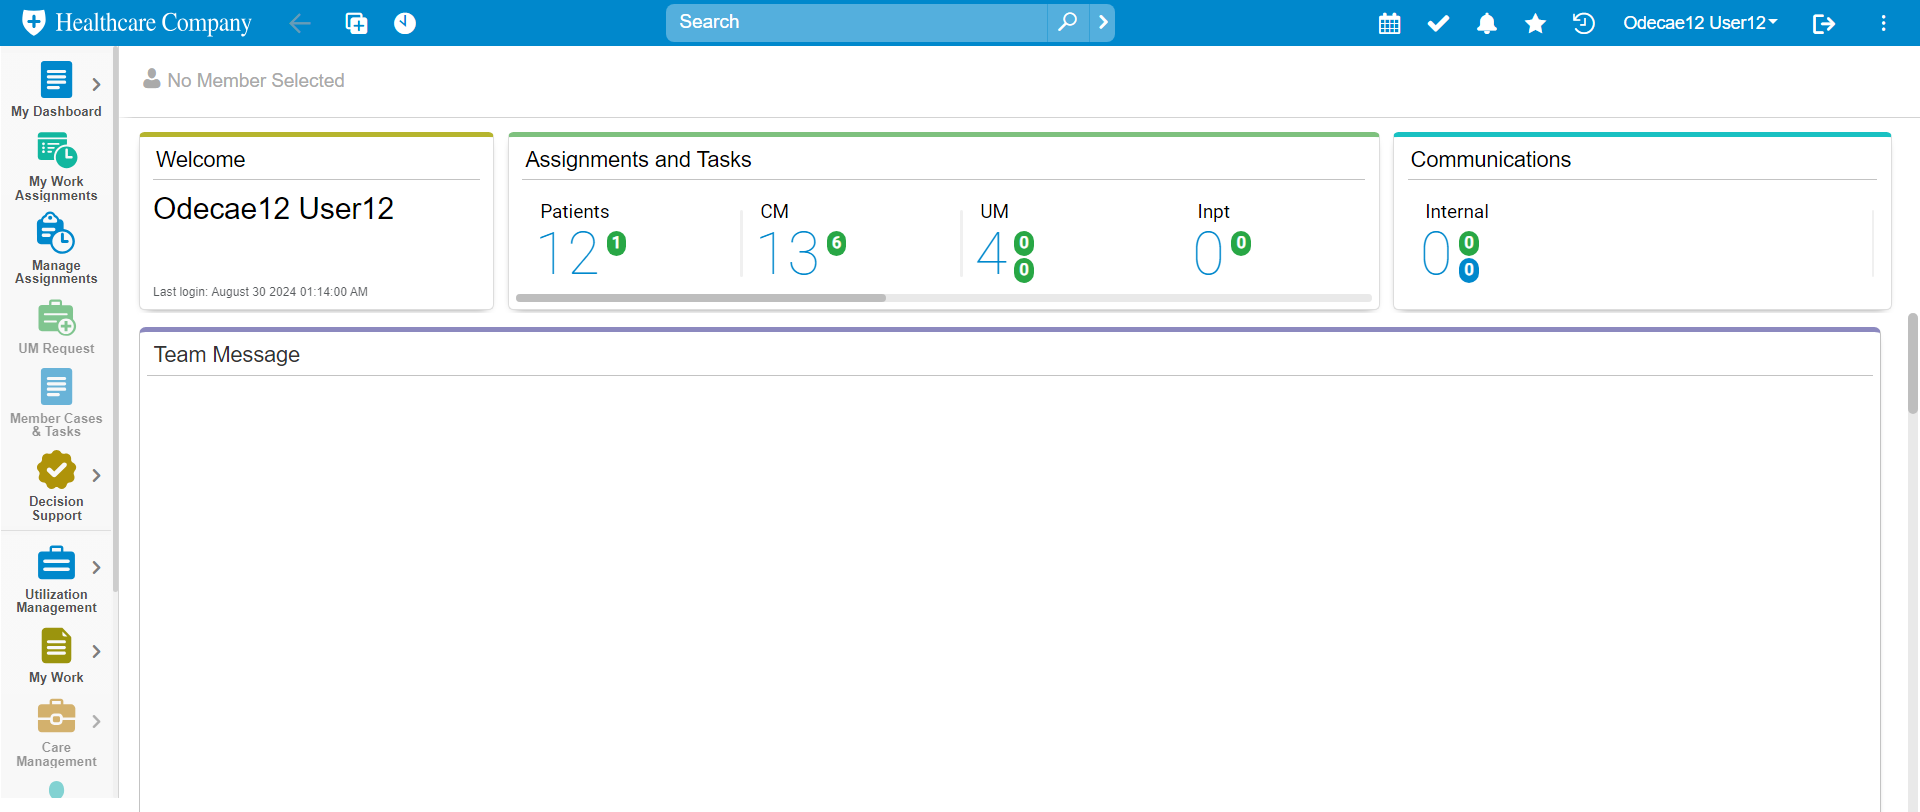 Healthcare Company
Search
Odecae12 User12
My Dashboard
My Work
Assignments
Manage
Assignments
UM Request
Member Cases
& Tasks
Decision
Support
Utilization
Management
My Work
Care
Management
No Member Selected
Welcome
Odecae12 User12
Last login: August 30 2024 01:14:00 AM
Assignments and Tasks
Patients
12 1
CM
13 6
UM
4 0
0
Inpt
0 0
Communications
Internal
0 0
0
Team Message